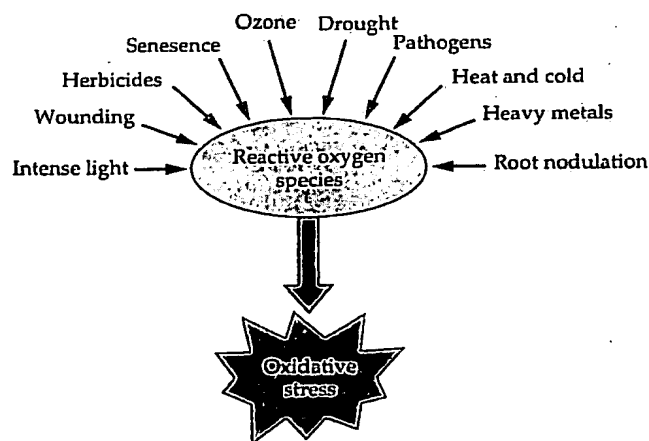 Ozone
Drought
Senesence
Pathogens
Herbicides
Heat and cold
Wounding
Heavy metals
Intense light
Reactive oxygen
species
Root nodulation
Oxidative
stress